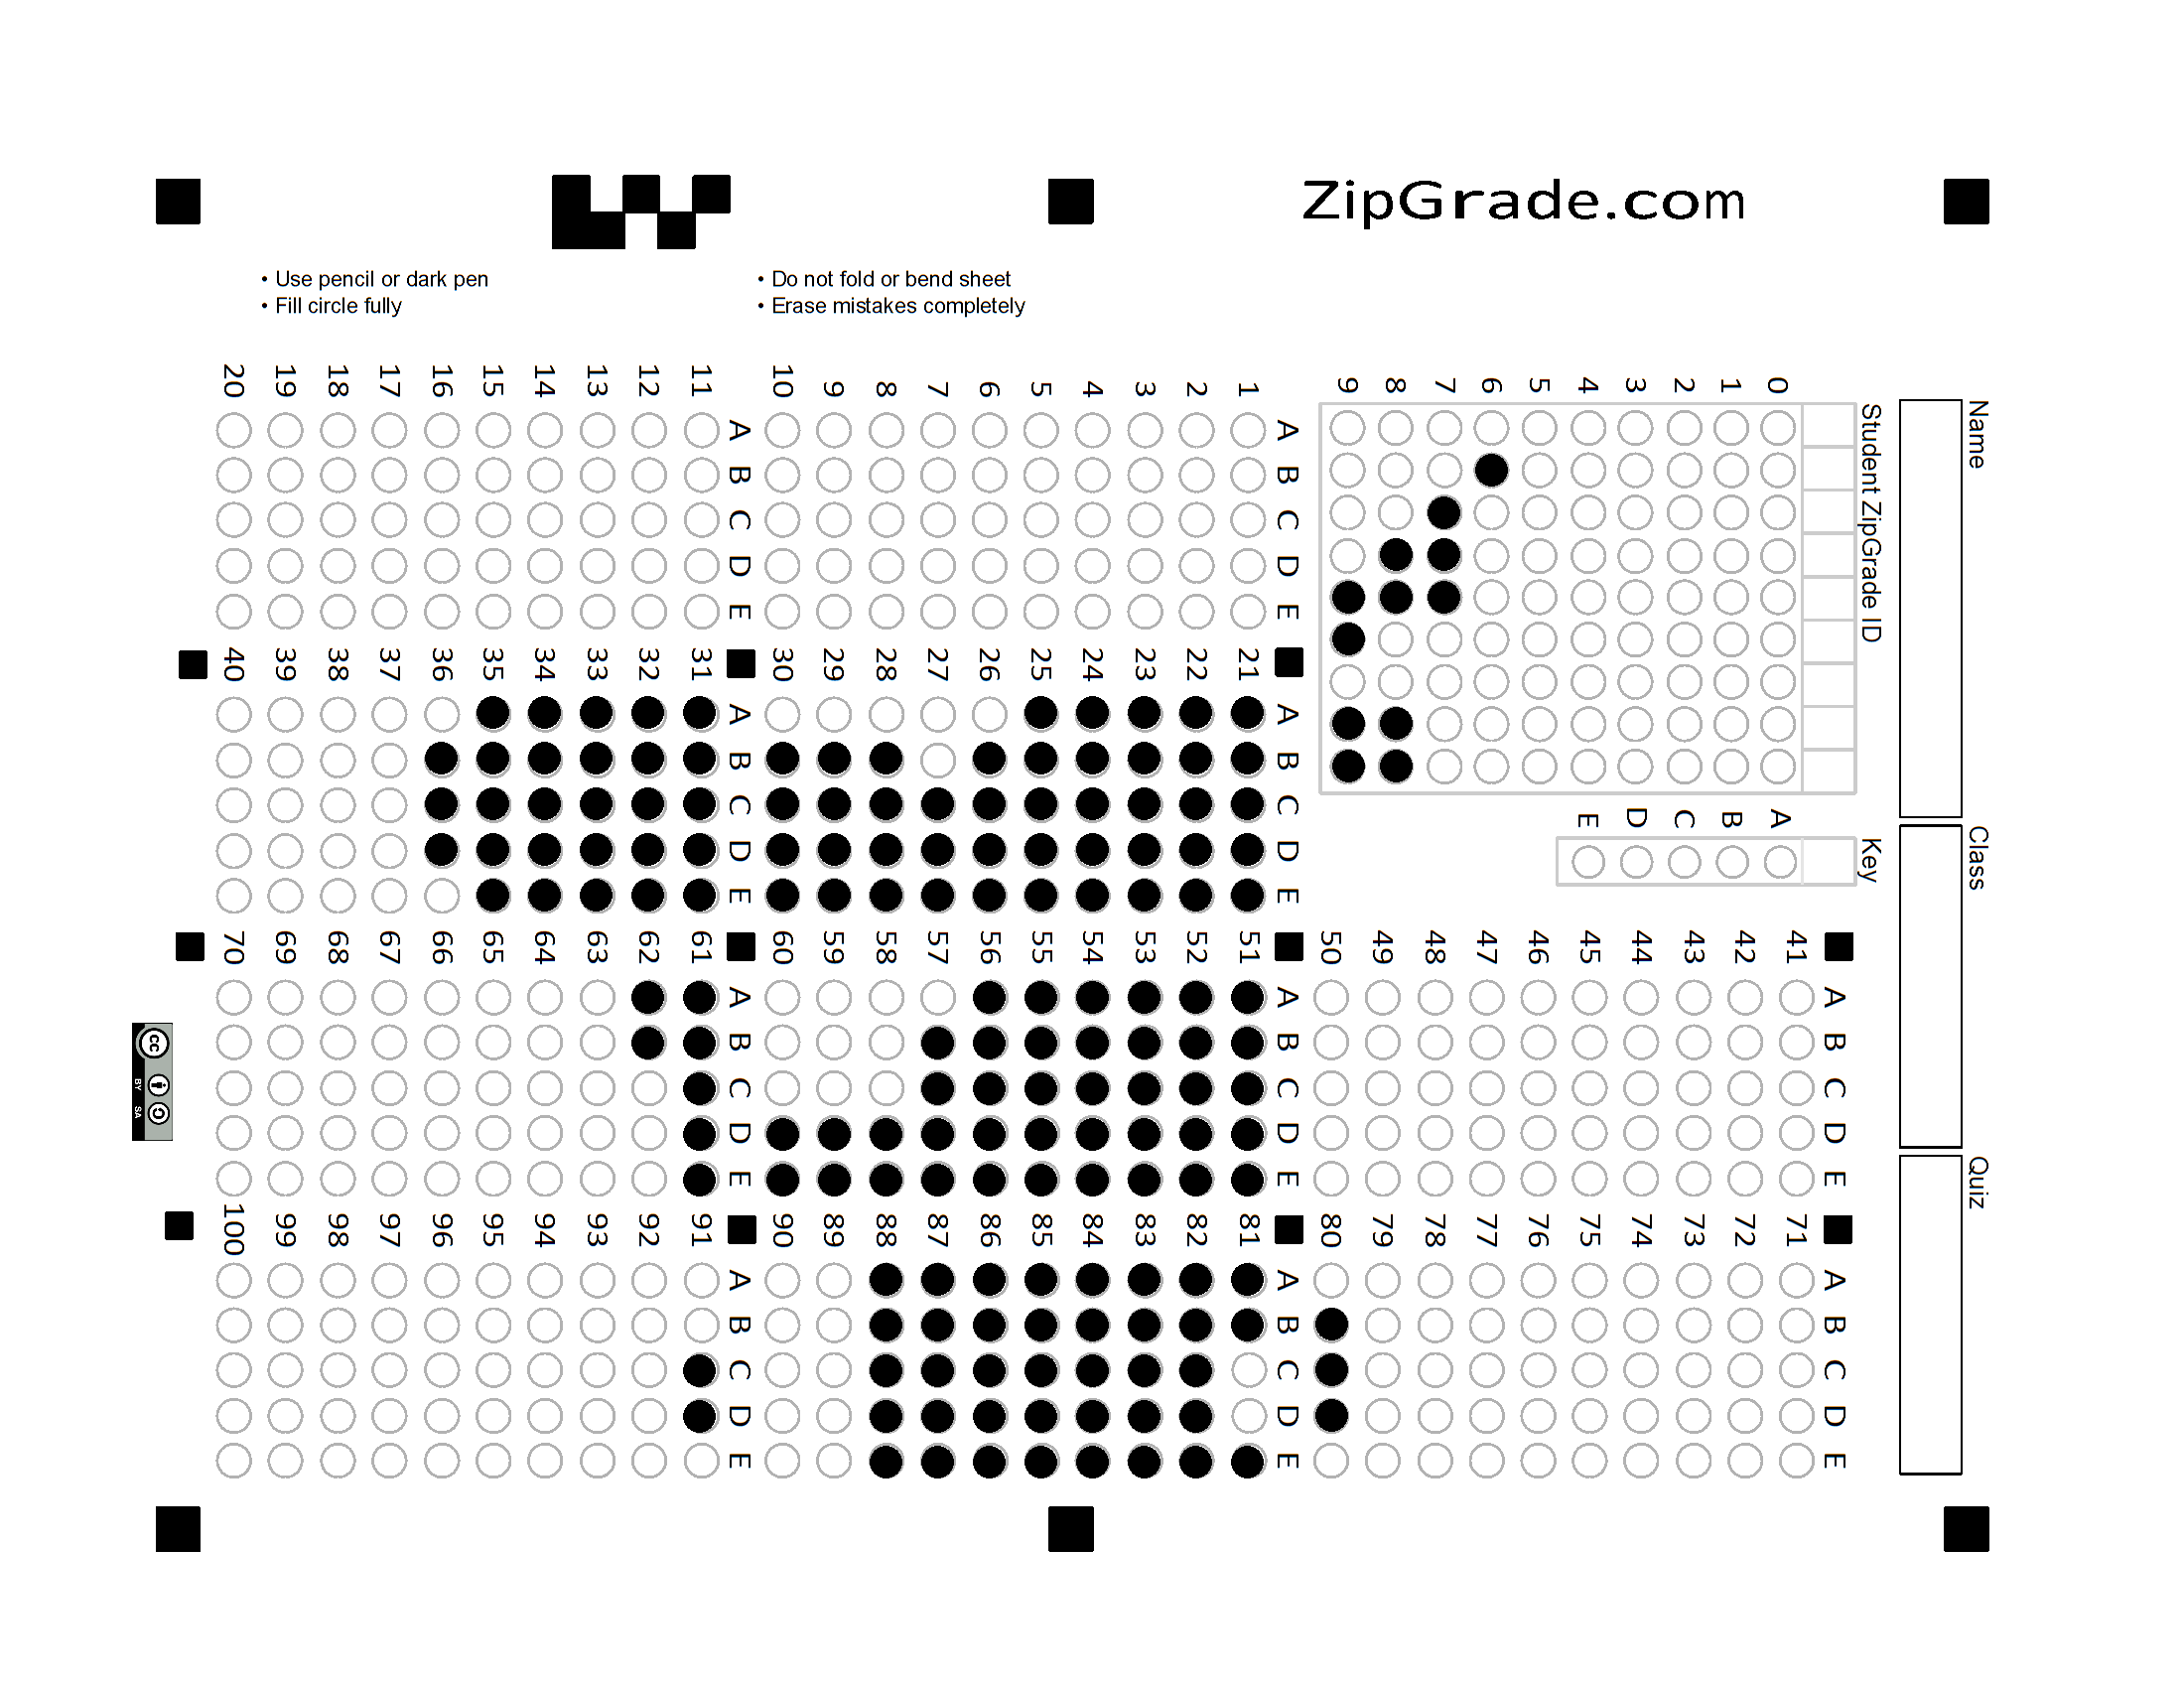 ZipGrade.com
• Use pencil or dark pen
• Fill circle fully
• Do not fold or bend sheet
• Erase mistakes completely
Name
Class
Quiz
Student ZipGrade ID
0 1 2 3 4 5 6 7 8 9
Key
A B C D E
1 2 3 4 5 6 7 8 9 10
A B C D E
11 12 13 14 15 16 17 18 19 20
A B C D E
21 22 23 24 25 26 27 28 29 30
A B C D E
31 32 33 34 35 36 37 38 39 40
A B C D E
41 42 43 44 45 46 47 48 49 50
A B C D E
51 52 53 54 55 56 57 58 59 60
A B C D E
61 62 63 64 65 66 67 68 69 70
A B C D E
71 72 73 74 75 76 77 78 79 80
A B C D E
81 82 83 84 85 86 87 88 89 90
A B C D E
91 92 93 94 95 96 97 98 99 100
A B C D E
cc BY SA